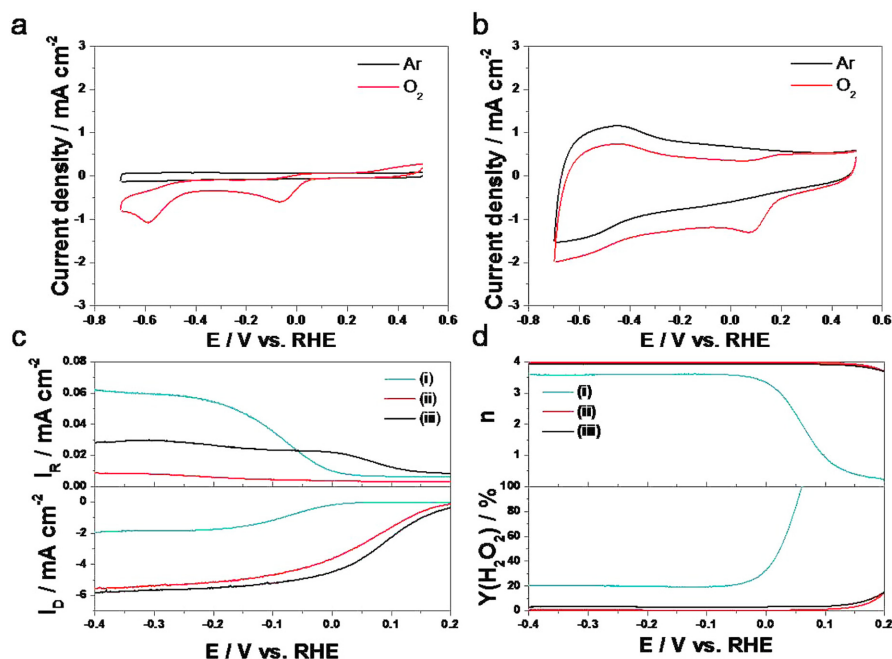 a
Current density / mA cm-2
3
2
1
0
-1
-2
-3
Ar
O2
-0.8 -0.6 -0.4 -0.2 0.0 0.2 0.4 0.6
E / V vs. RHE
b
Current density / mA cm-2
3
2
1
0
-1
-2
-3
Ar
O2
-0.8 -0.6 -0.4 -0.2 0.0 0.2 0.4 0.6
E / V vs. RHE
c
IR / mA cm-2
0.08
0.06
0.04
0.02
0.00
(i)
(ii)
(iii)
ID / mA cm-2
0
-2
-4
-6
-0.4 -0.3 -0.2 -0.1 0.0 0.1 0.2
E / V vs. RHE
d
n
4
3
2
1
(i)
(ii)
(iii)
Y(H2O2) / %
100
80
60
40
20
0
-0.4 -0.3 -0.2 -0.1 0.0 0.1 0.2
E / V vs. RHE